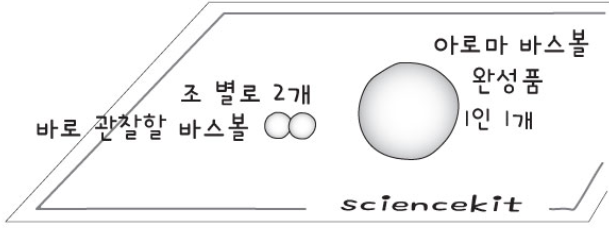 아로마 바스볼
완성품
1인 1개
조 별로 2개
바로 관찰할 바스볼
sciencekit